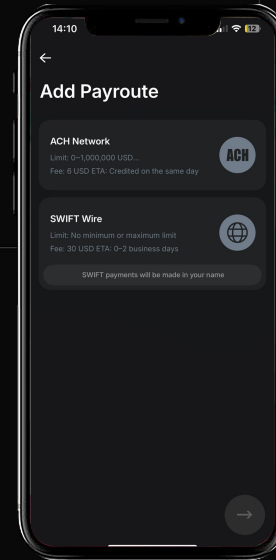 14:10
12
Add Payroute
ACH Network
Limit: 0–1,000,000 USD...
Fee: 6 USD ETA: Credited on the same day
ACH
SWIFT Wire
Limit: No minimum or maximum limit
Fee: 30 USD ETA: 0–2 business days
SWIFT payments will be made in your name